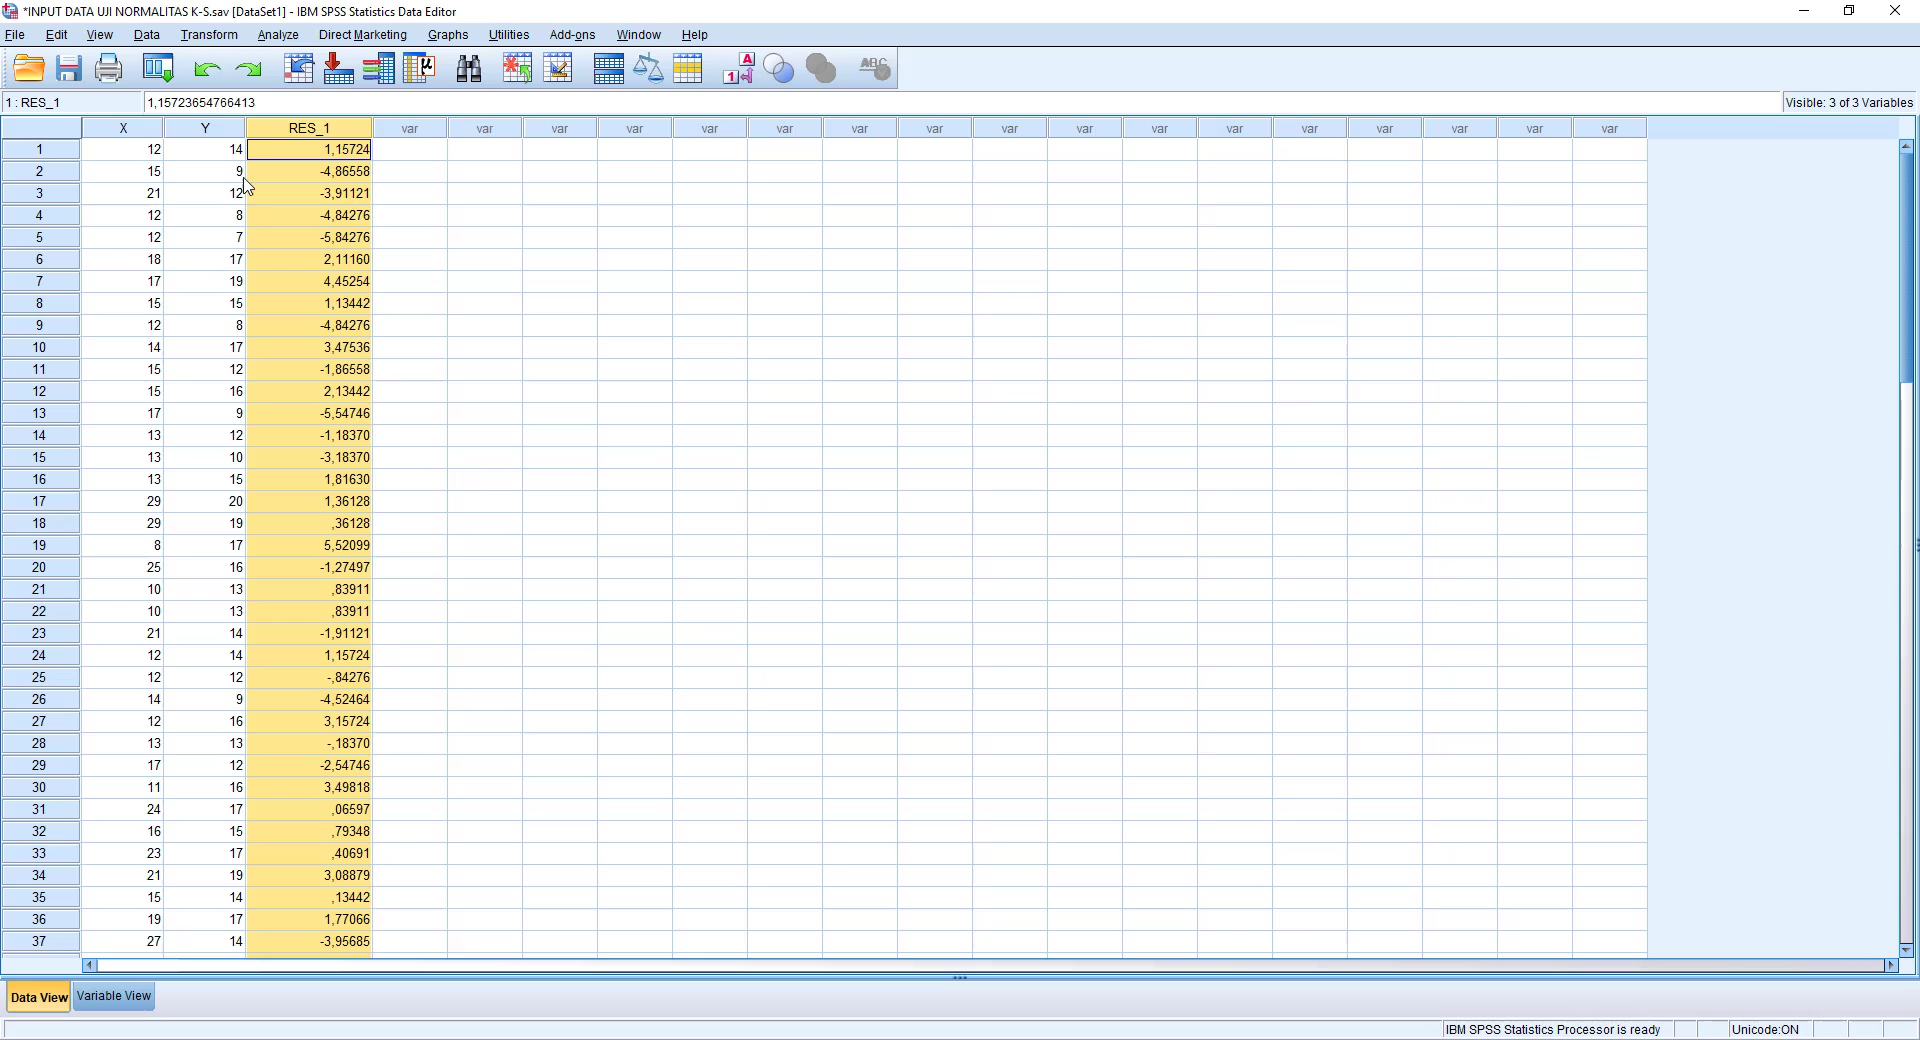 *INPUT DATA UJI NORMALITAS K-S.sav [DataSet1] - IBM SPSS Statistics Data Editor
File Edit View Data Transform Analyze Direct Marketing Graphs Utilities Add-ons Window Help
1 : RES_1 1,15723654766413 Visible: 3 of 3 Variables
X Y RES_1 var var var var var var var var var var var var var var var var var
1 12 14 1,15724
2 15 9 -4,86558
3 21 12 -3,91121
4 12 8 -4,84276
5 12 7 -5,84276
6 18 17 2,11160
7 17 19 4,45254
8 15 15 1,13442
9 12 8 -4,84276
10 14 17 3,47536
11 15 12 -1,86558
12 15 16 2,13442
13 17 9 -5,54746
14 13 12 -1,18370
15 13 10 -3,18370
16 13 15 1,81630
17 29 20 1,36128
18 29 19 ,36128
19 8 17 5,52099
20 25 16 -1,27497
21 10 13 ,83911
22 10 13 ,83911
23 21 14 -1,91121
24 12 14 1,15724
25 12 12 -,84276
26 14 9 -4,52464
27 12 16 3,15724
28 13 13 -,18370
29 17 12 -2,54746
30 11 16 3,49818
31 24 17 ,06597
32 16 15 ,79348
33 23 17 ,40691
34 21 19 3,08879
35 15 14 ,13442
36 19 17 1,77066
37 27 14 -3,95685
Data View Variable View
IBM SPSS Statistics Processor is ready Unicode:ON